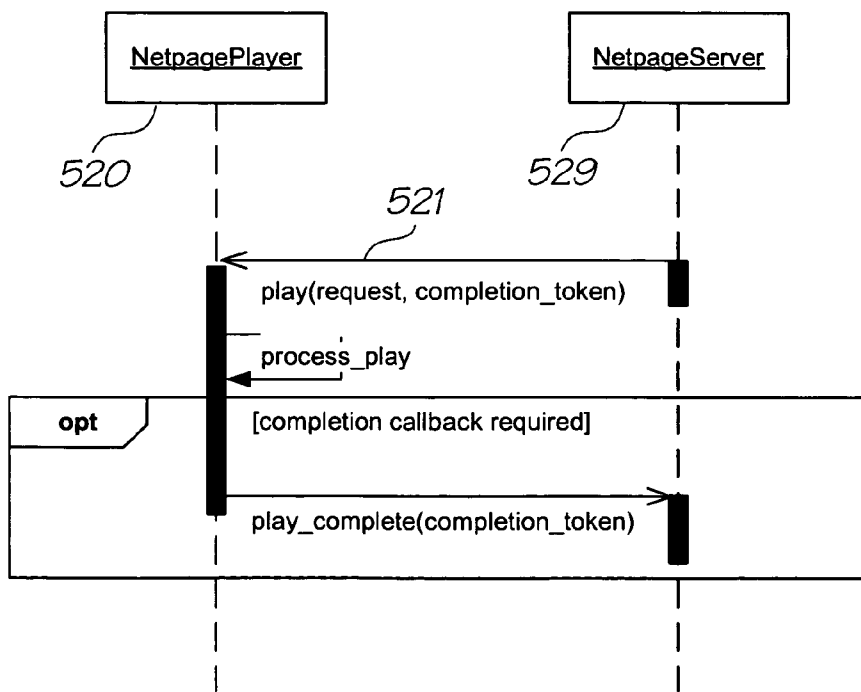 NetpagePlayer
NetpageServer
520
529
521
play(request, completion_token)
process_play
opt
[completion callback required]
play_complete(completion_token)